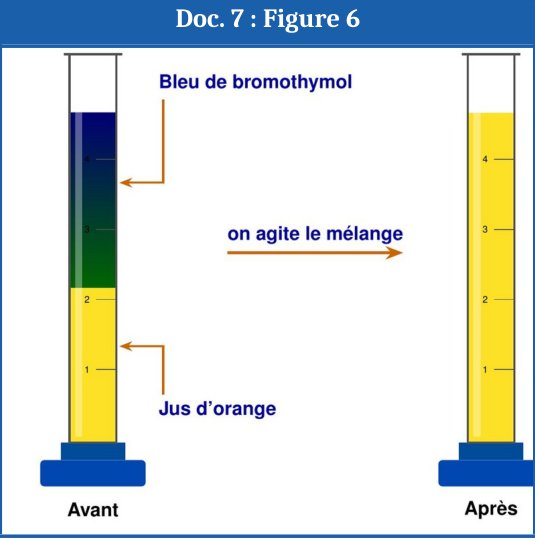 Doc. 7 : Figure 6
Bleu de bromothymol
4
3
2
1
on agite le mélange
Jus d'orange
4
3
2
1
Avant
Après